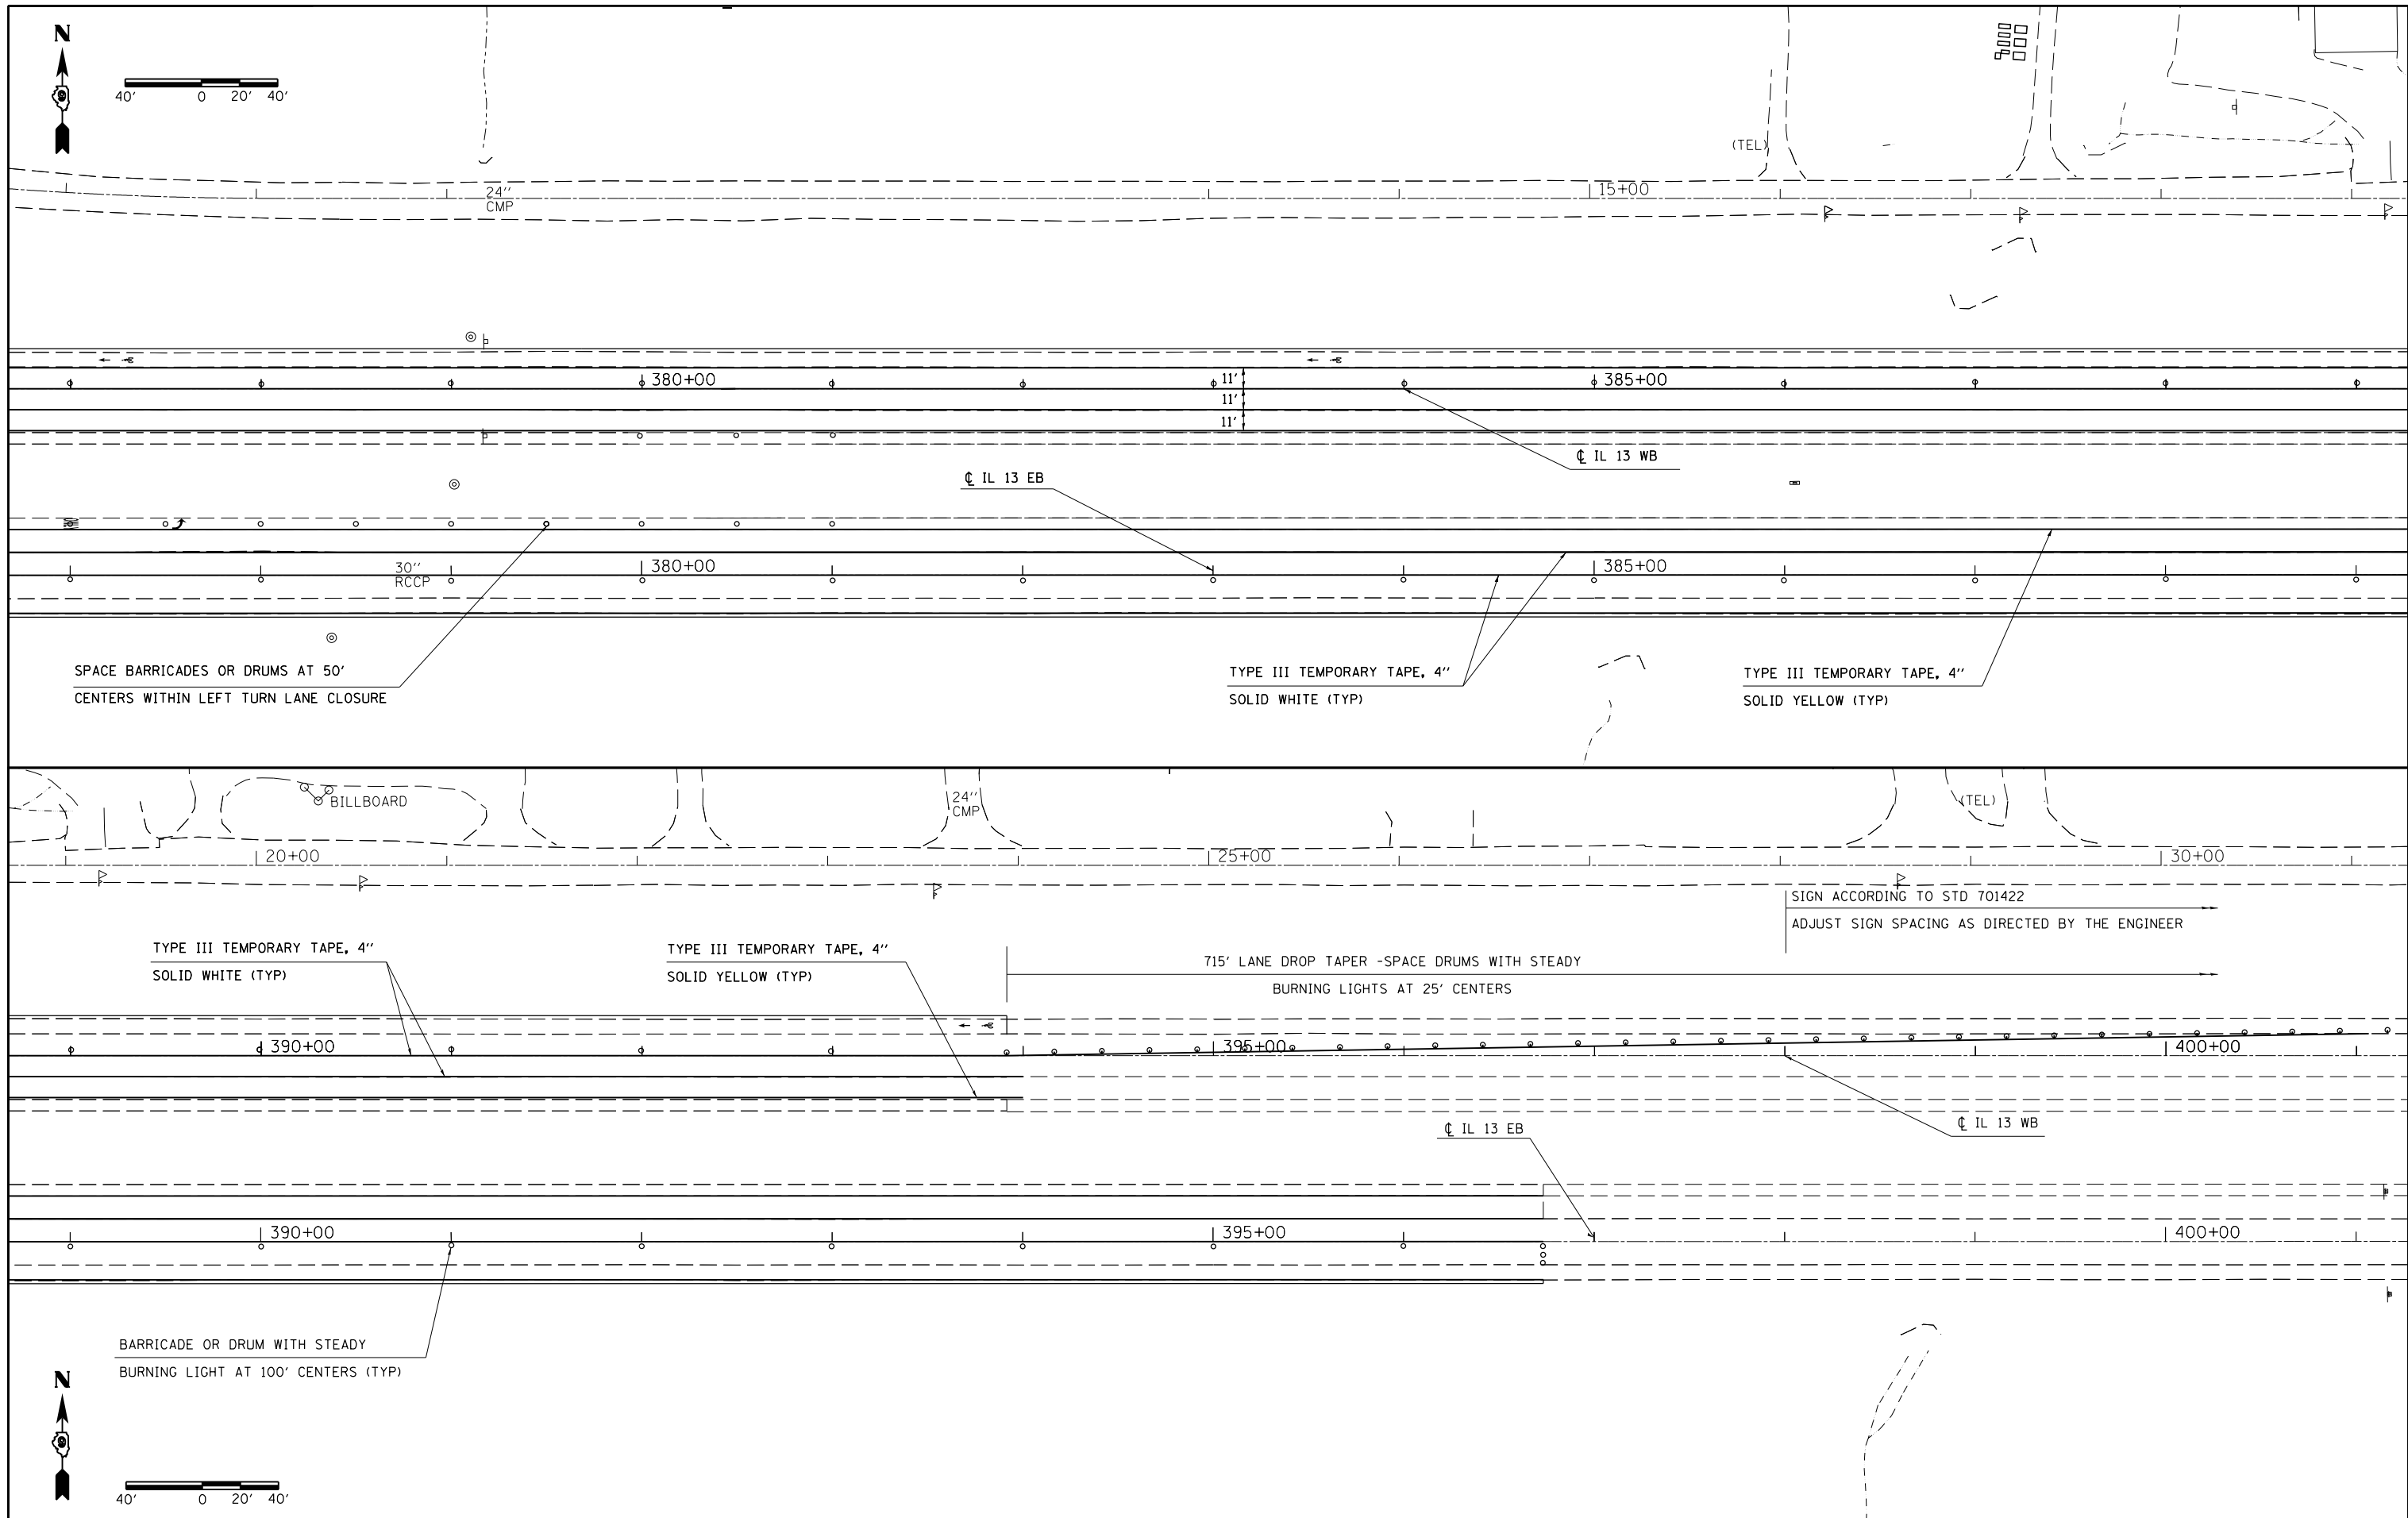 N
40' 0 20' 40'
(TEL)
24"
CMP
15+00
380+00
11'
385+00
11'
11'
℄ IL 13 WB
℄ IL 13 EB
30"
RCCP
380+00
385+00
SPACE BARRICADES OR DRUMS AT 50'
CENTERS WITHIN LEFT TURN LANE CLOSURE
TYPE III TEMPORARY TAPE, 4"
SOLID WHITE (TYP)
TYPE III TEMPORARY TAPE, 4"
SOLID YELLOW (TYP)
BILLBOARD
24"
CMP
(TEL)
20+00
25+00
30+00
SIGN ACCORDING TO STD 701422
ADJUST SIGN SPACING AS DIRECTED BY THE ENGINEER
TYPE III TEMPORARY TAPE, 4"
SOLID WHITE (TYP)
TYPE III TEMPORARY TAPE, 4"
SOLID YELLOW (TYP)
715' LANE DROP TAPER -SPACE DRUMS WITH STEADY
BURNING LIGHTS AT 25' CENTERS
390+00
395+00
400+00
℄ IL 13 EB
℄ IL 13 WB
390+00
395+00
400+00
BARRICADE OR DRUM WITH STEADY
BURNING LIGHT AT 100' CENTERS (TYP)
N
40' 0 20' 40'